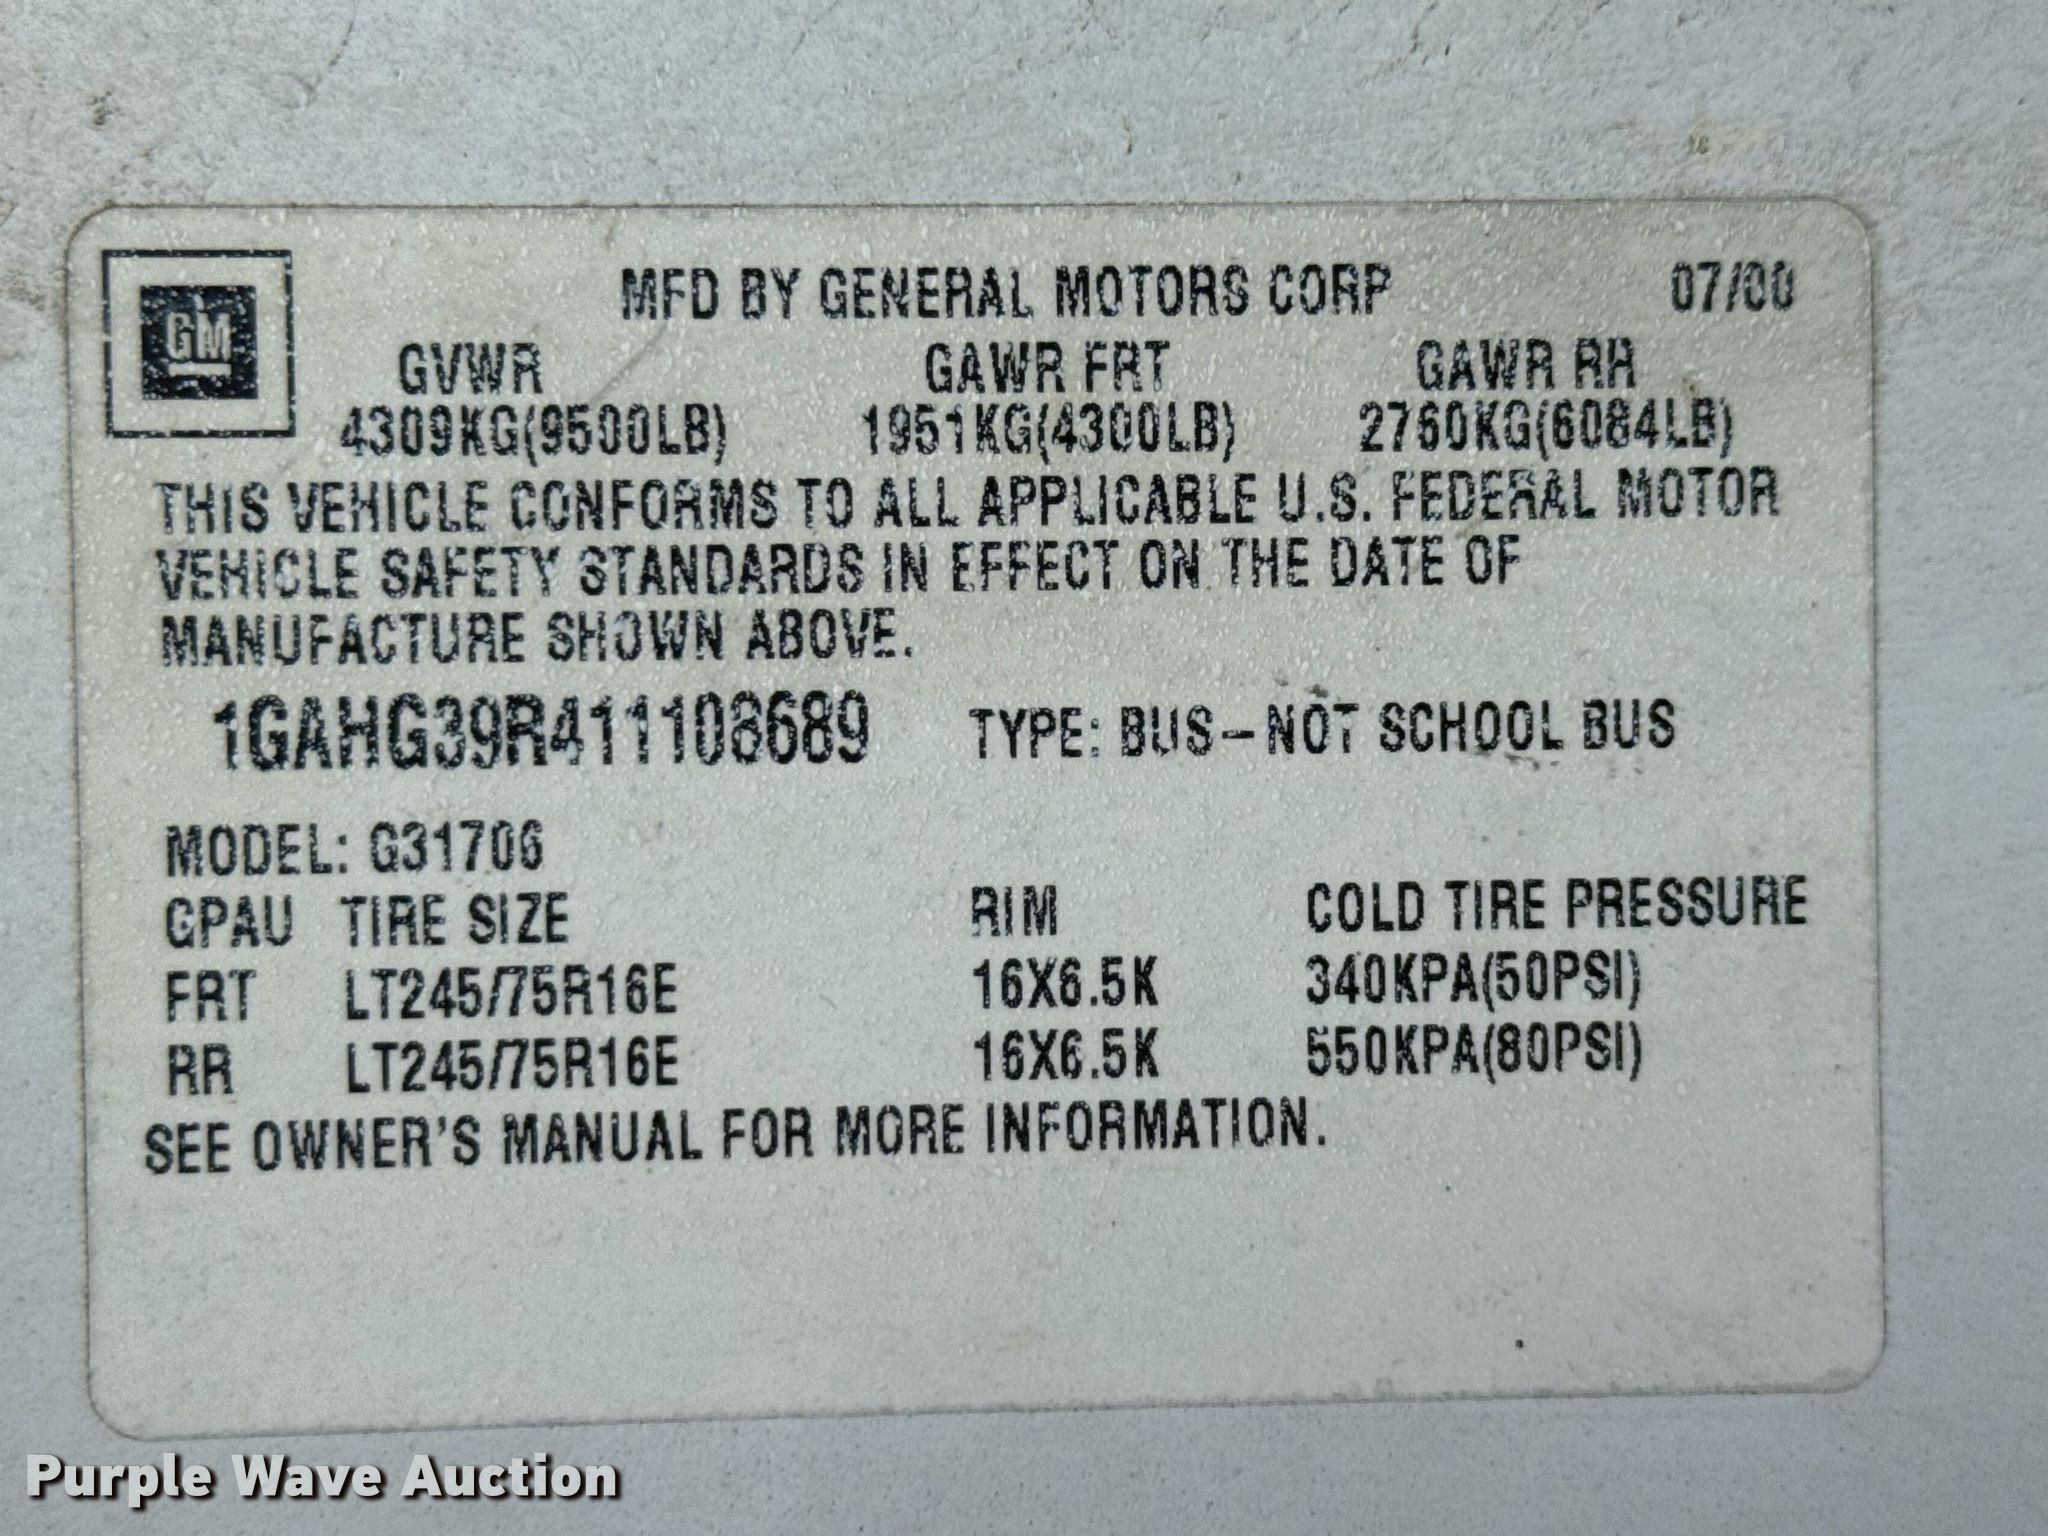 GM
MFD BY GENERAL MOTORS CORP 07/00
GVWR GAWR FRT GAWR RR
4309KG(9500LB) 1951KG(4300LB) 2760KG(6084LB)
THIS VEHICLE CONFORMS TO ALL APPLICABLE U.S. FEDERAL MOTOR
VEHICLE SAFETY STANDARDS IN EFFECT ON THE DATE OF
MANUFACTURE SHOWN ABOVE.
1GAHG39R411108689 TYPE: BUS-NOT SCHOOL BUS
MODEL: G31706
GPAU TIRE SIZE RIM COLD TIRE PRESSURE
FRT LT245/75R16E 16X6.5K 340KPA(50PSI)
RR LT245/75R16E 16X6.5K 550KPA(80PSI)
SEE OWNER'S MANUAL FOR MORE INFORMATION.
Purple Wave Auction